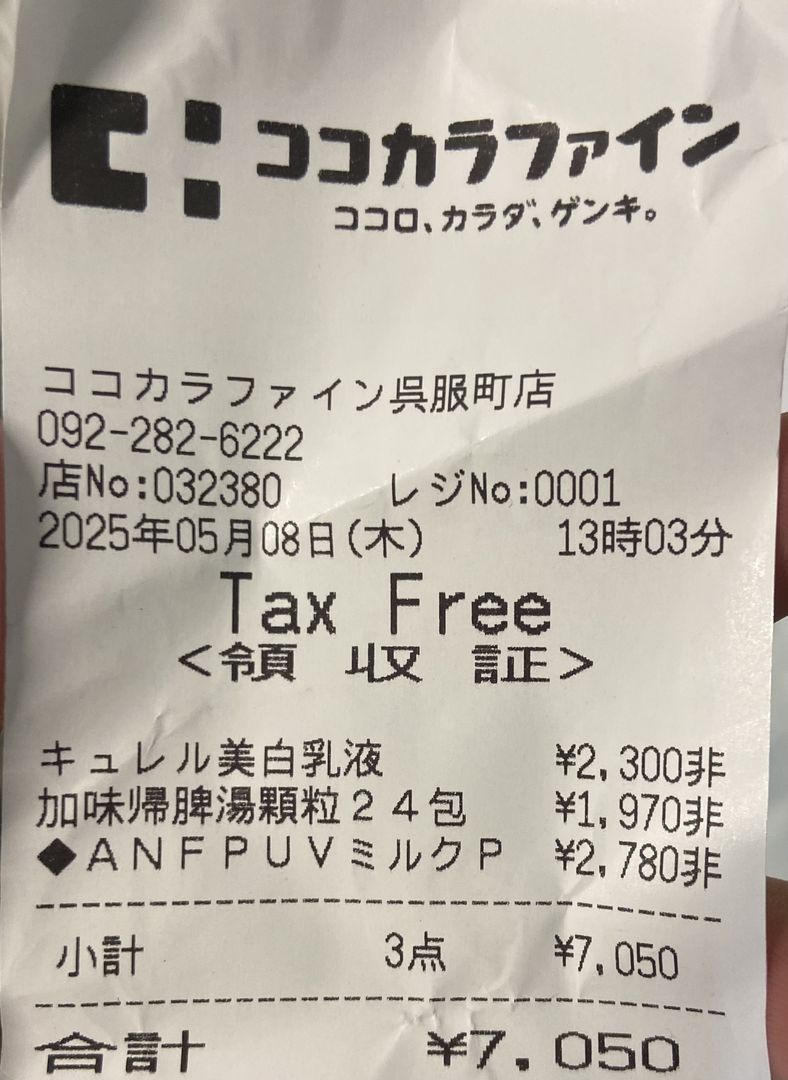 ココカラファイン
ココロ、カラダ、ゲンキ。
ココカラファイン呉服町店
092-282-6222
店No:032380 レジNo:0001
2025年05月08日(木) 13時03分
Tax Free
<領 収 証>
キュレル美白乳液 ¥2,300非
加味帰脾湯顆粒24包 ¥1,970非
◆ANFPUVミルクP ¥2,780非
小計 3点 ¥7,050
合計 ¥7,050